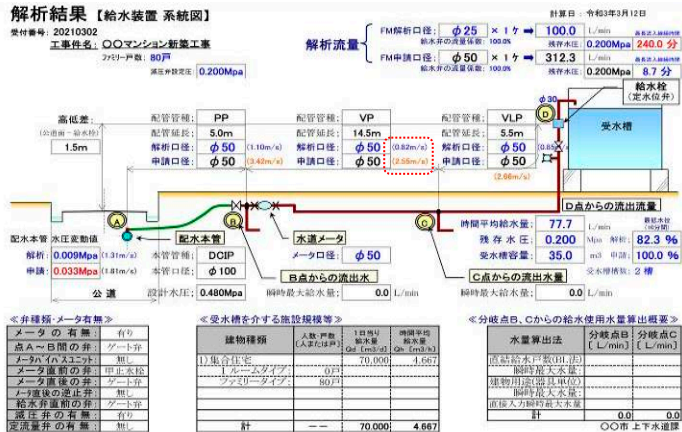 解析結果【給水装置 系統図】
計算日：令和3年3月12日
受付番号: 20210302
工事件名: 〇〇マンション新築工事
ファミリー戸数: 80戸
減圧弁設定圧: 0.200Mpa
解析流量
FM解析口径: φ25 × 1ケ ➡ 100.0 L/min
給水弁の流量係数: 100.0% 残存水圧: 0.200Mpa 240.0 分
FM申請口径: φ50 × 1ケ ➡ 312.3 L/min
給水弁の流量係数: 100.0% 残存水圧: 0.200Mpa 8.7 分
φ30
給水栓
(定水位弁)
D
受水槽
高低差:
(公道面～給水栓)
1.5m
配管管種: PP 配管管種: VP 配管管種: VLP
配管延長: 5.0m 配管延長: 14.5m 配管延長: 5.5m
解析口径: φ50 (1.10m/s) 解析口径: φ50 (0.82m/s) 解析口径: φ50
申請口径: φ50 (3.42m/s) 申請口径: φ50 (2.55m/s) 申請口径: φ50
(2.66m/s)
A
B
C
D点からの流出流量
配水本管 水圧変動値
解析: 0.009Mpa (1.31m/s)
申請: 0.033Mpa (1.81m/s)
公道
配水本管
本管管種: DCIP
本管口径: φ100
設計水圧: 0.480Mpa
水道メータ
メータ口径: φ50
B点からの流出水
瞬時最大給水量: 0.0 L/min
C点からの流出水量
瞬時最大給水量: 0.0 L/min
時間平均給水量: 77.7 L/min
残存水圧: 0.200 Mpa 解析: 82.3 %
受水槽容量: 35.0 m3 申請: 100.0 %
受水槽槽数: 2 槽
≪弁種類・メータ有無≫
メータの有無: 有り
点A～B間の弁: ゲート弁
メータバイパスユニット: 無し
メータ直前の弁: 甲止水栓
メータ直後の弁: ゲート弁
メータ直後の逆止弁: 無し
給水弁直前の弁: ゲート弁
減圧弁の有無: 有り
定流量弁の有無: 無し
≪受水槽を介する施設規模等≫
建物種類 人数・戸数(人または戸) 1日当り給水量 Qd [m3/d] 時間平均給水量 Qh [m3/h]
1)集合住宅 70.000 4.667
1ルームタイプ: 0戸
ファミリータイプ: 80戸
計 —— 70.000 4.667
≪分岐点B、Cからの給水使用水量算出概要≫
水量算出法 分岐点B [L/min] 分岐点C [L/min]
直結給水戸数(BL法)
瞬時最大水量:
建物用途(器具単位)
瞬時最大水量:
直接入力瞬時最大水量
計 0.0 0.0
〇〇市 上下水道課